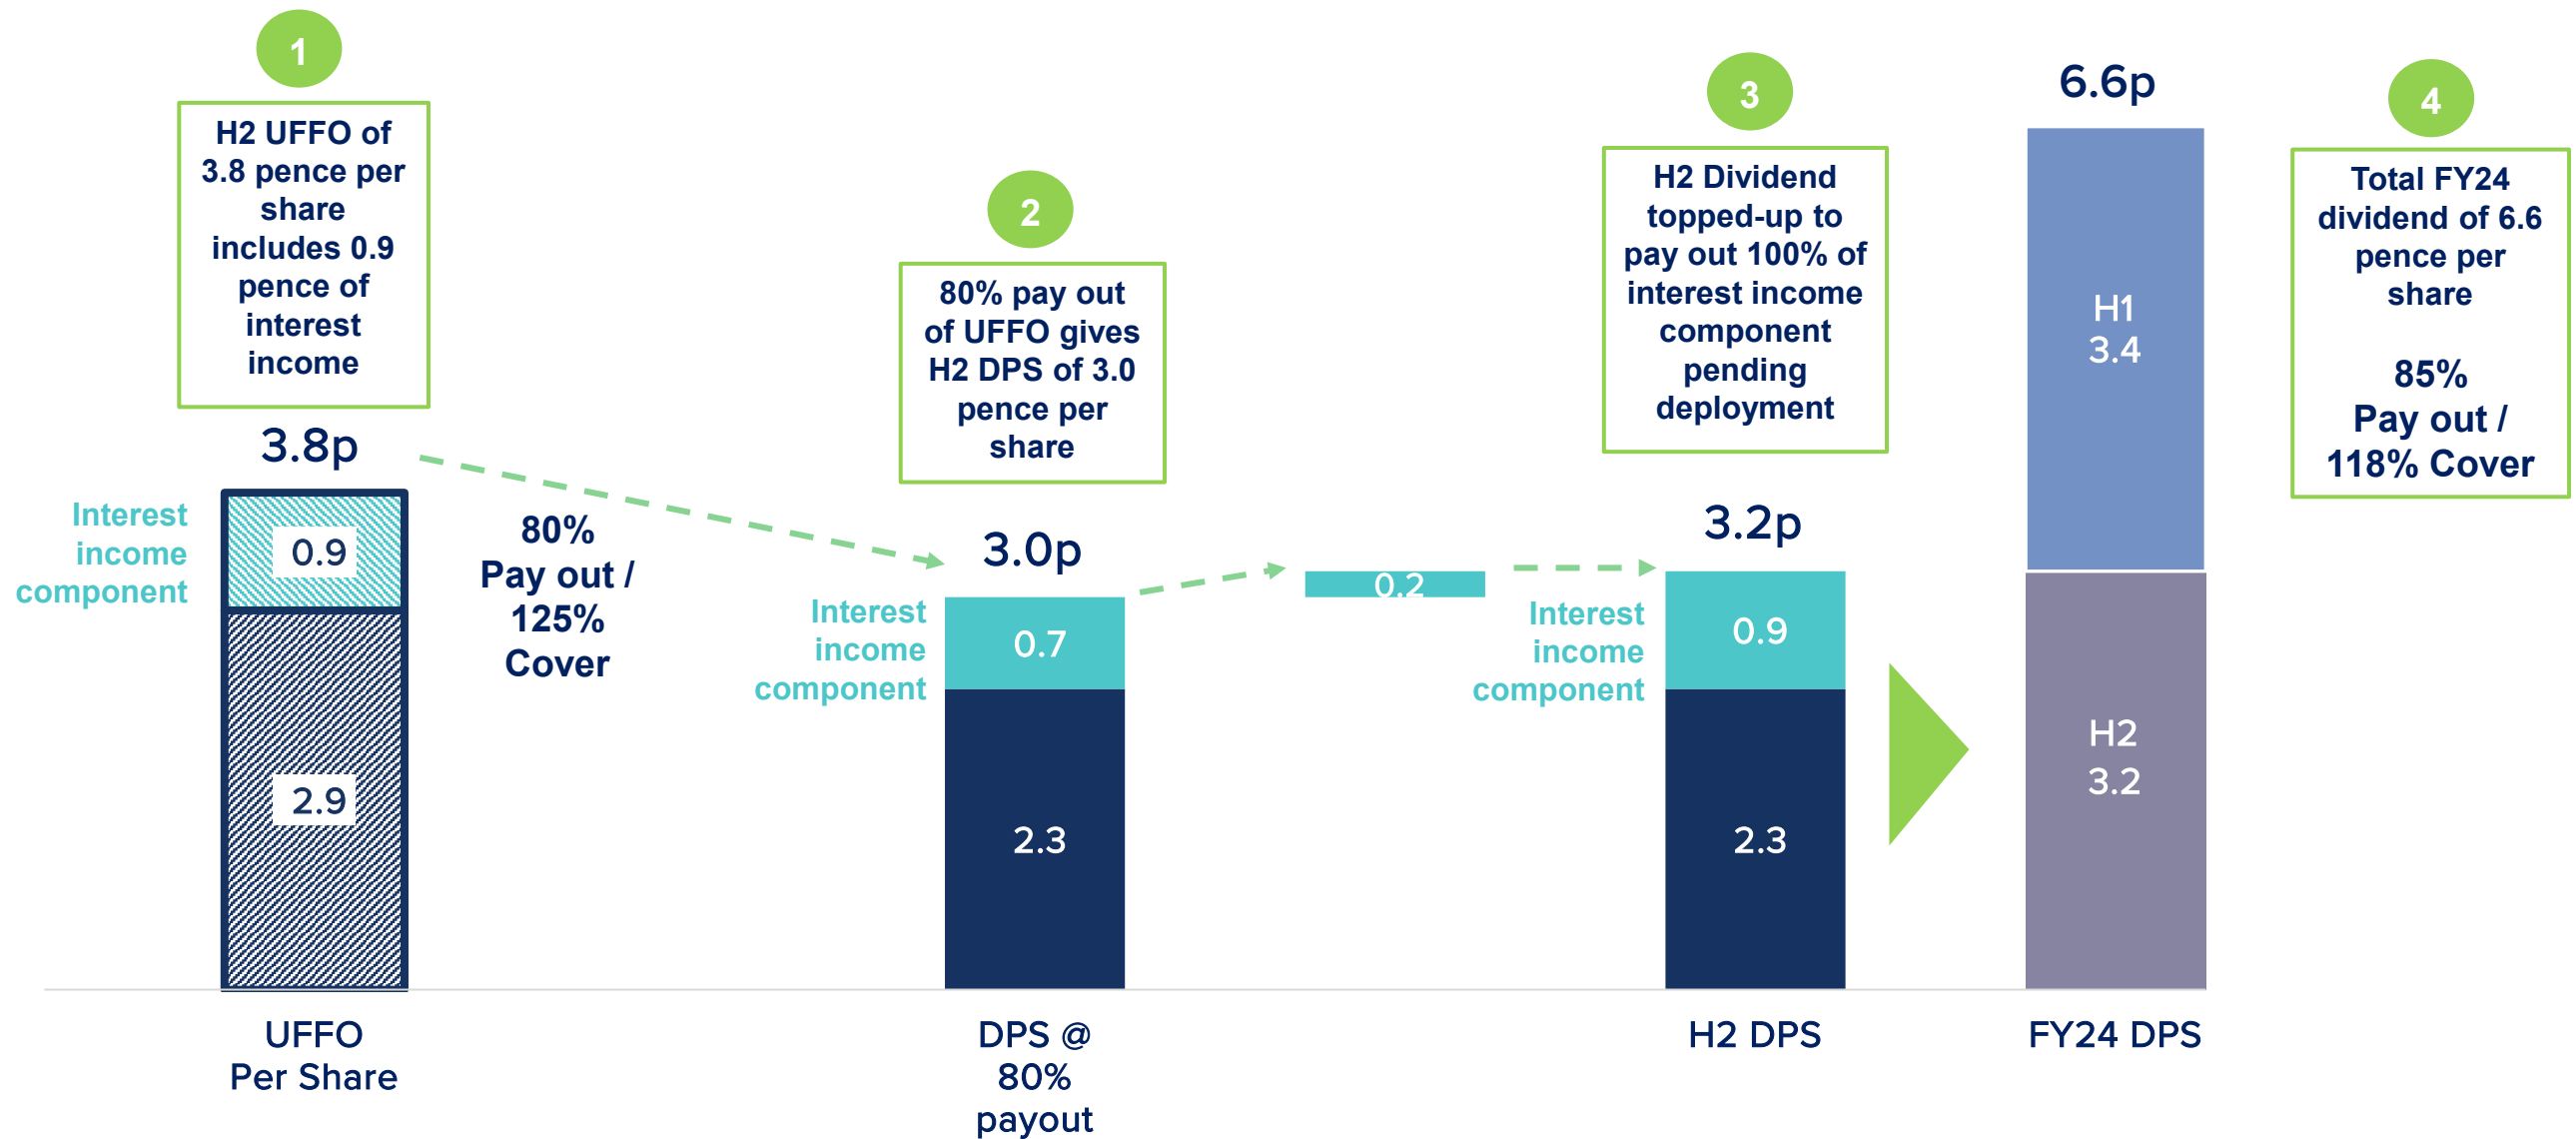 1
H2 UFFO of
3.8 pence per
share
includes 0.9
pence of
interest
income
3.8p
Interest
income
component
0.9
2.9
80%
Pay out /
125%
Cover
UFFO
Per Share
2
80% pay out
of UFFO gives
H2 DPS of 3.0
pence per
share
3.0p
Interest
income
component
0.7
2.3
DPS @
80%
payout
0.2
3
H2 Dividend
topped-up to
pay out 100% of
interest income
component
pending
deployment
3.2p
Interest
income
component
0.9
2.3
H2 DPS
6.6p
H1
3.4
H2
3.2
FY24 DPS
4
Total FY24
dividend of 6.6
pence per
share
85%
Pay out /
118% Cover